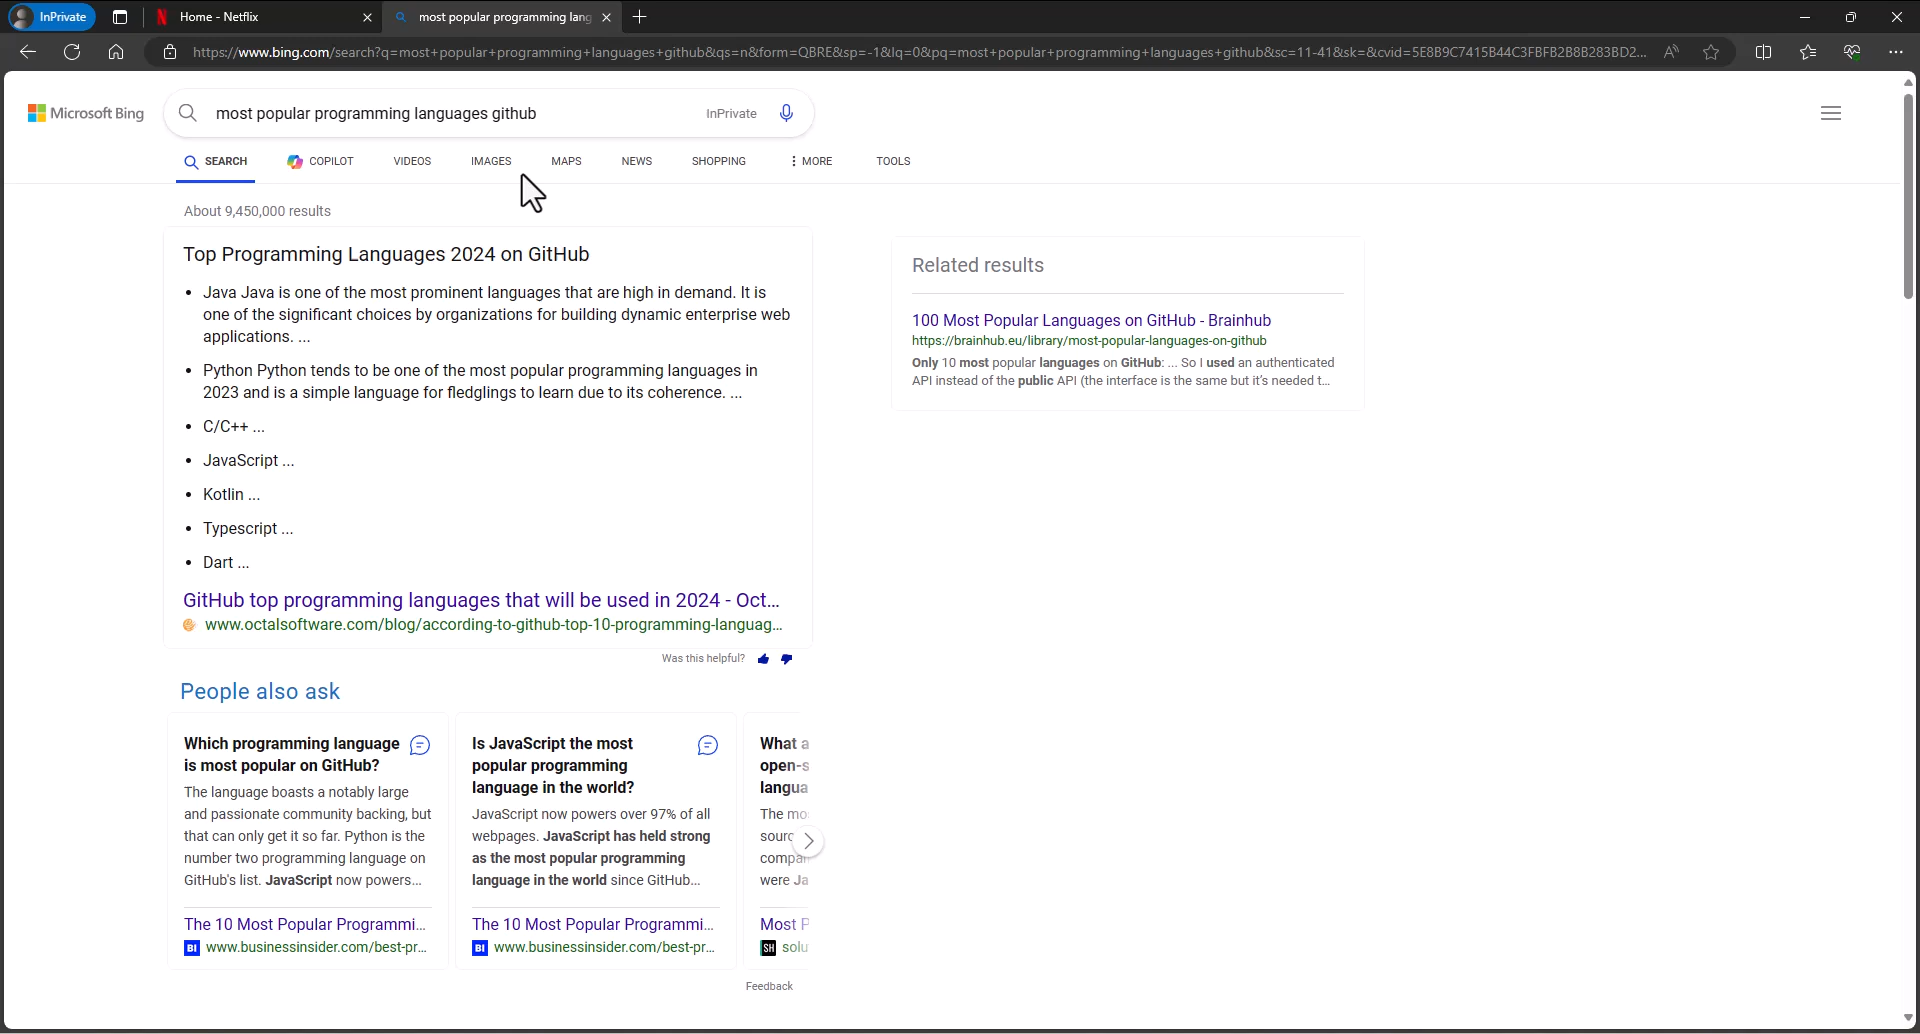 InPrivate
Home - Netflix
most popular programming lang
https://www.bing.com/search?q=most+popular+programming+languages+github&qs=n&form=QBRE&sp=-1&lq=0&pq=most+popular+programming+languages+github&sc=11-41&sk=&cvid=5E8B9C7415B44C3FBFB2B8B283BD2...
Microsoft Bing
most popular programming languages github
InPrivate
SEARCH
COPILOT
VIDEOS
IMAGES
MAPS
NEWS
SHOPPING
MORE
TOOLS
About 9,450,000 results
Top Programming Languages 2024 on GitHub
• Java Java is one of the most prominent languages that are high in demand. It is
one of the significant choices by organizations for building dynamic enterprise web
applications. ...
• Python Python tends to be one of the most popular programming languages in
2023 and is a simple language for fledglings to learn due to its coherence. ...
• C/C++ ...
• JavaScript ...
• Kotlin ...
• Typescript ...
• Dart ...
GitHub top programming languages that will be used in 2024 - Oct...
www.octalsoftware.com/blog/according-to-github-top-10-programming-languag...
Was this helpful?
Related results
100 Most Popular Languages on GitHub - Brainhub
https://brainhub.eu/library/most-popular-languages-on-github
Only 10 most popular languages on GitHub: ... So I used an authenticated
API instead of the public API (the interface is the same but it's needed t...
People also ask
Which programming language
is most popular on GitHub?
The language boasts a notably large
and passionate community backing, but
that can only get it so far. Python is the
number two programming language on
GitHub's list. JavaScript now powers...
The 10 Most Popular Programmi...
BI www.businessinsider.com/best-pr...
Is JavaScript the most
popular programming
language in the world?
JavaScript now powers over 97% of all
webpages. JavaScript has held strong
as the most popular programming
language in the world since GitHub...
The 10 Most Popular Programmi...
BI www.businessinsider.com/best-pr...
What a
open-s
langua
The mo
sourc
compa
were Ja
Most P
SH solu
Feedback